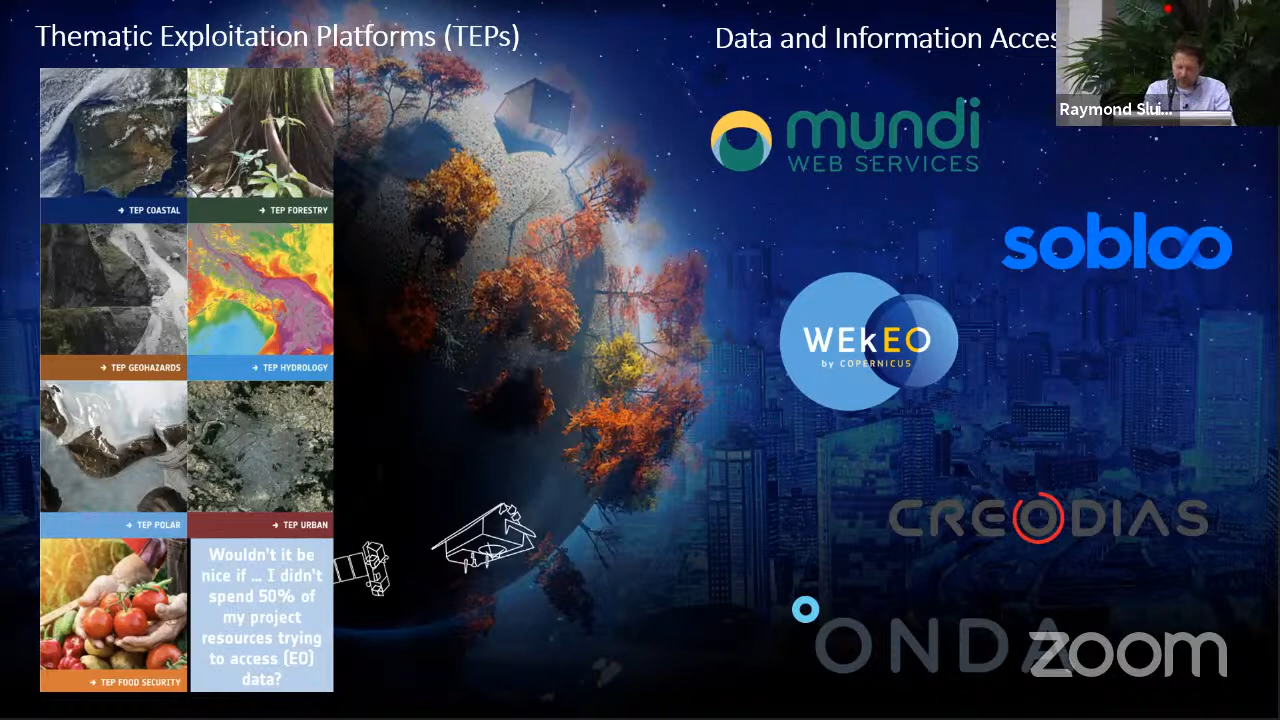 Thematic Exploitation Platforms (TEPs)
Data and Information Acces
Raymond Slui...
→ TEP COASTAL
→ TEP FORESTRY
→ TEP GEOHAZARDS
→ TEP HYDROLOGY
→ TEP POLAR
→ TEP URBAN
→ TEP FOOD SECURITY
Wouldn't it be
nice if ... I didn't
spend 50% of
my project
resources trying
to access (EO)
data?
mundi
WEB SERVICES
sobloo
WEkEO
by COPERNICUS
CREODIAS
ONDA
zoom